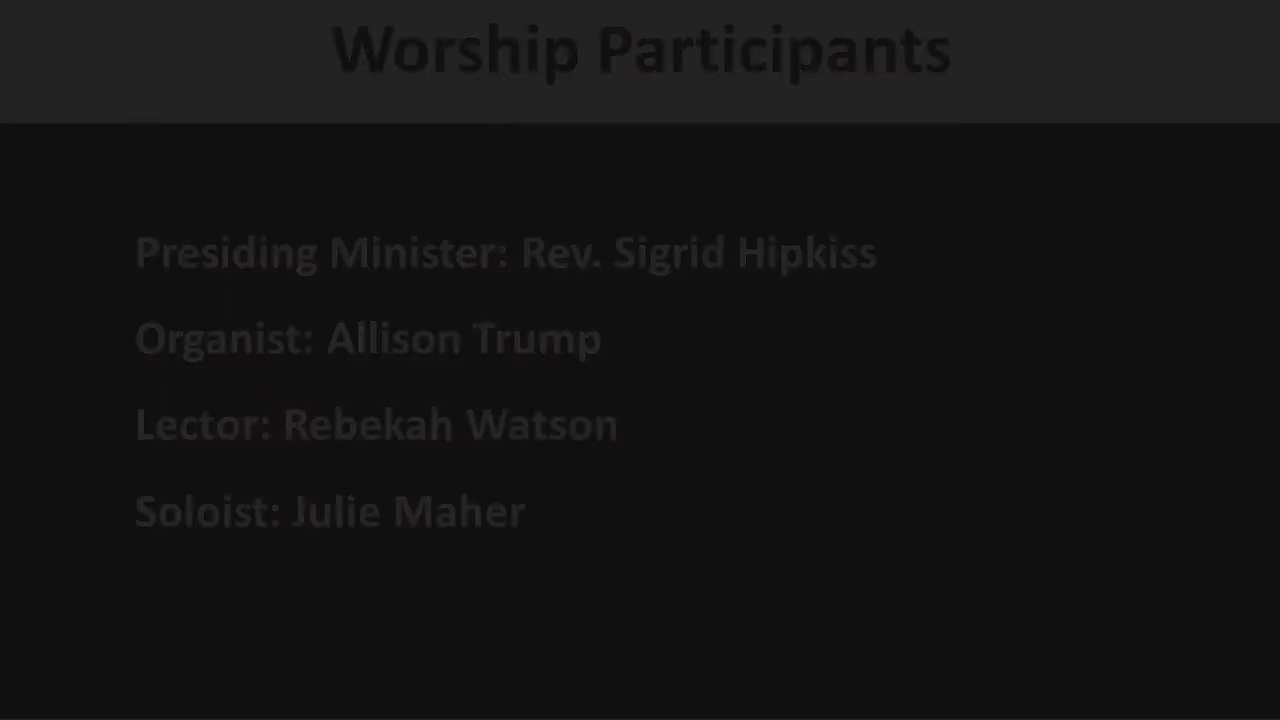 Worship Participants
Presiding Minister: Rev. Sigrid Hipkiss
Organist: Allison Trump
Lector: Rebekah Watson
Soloist: Julie Maher